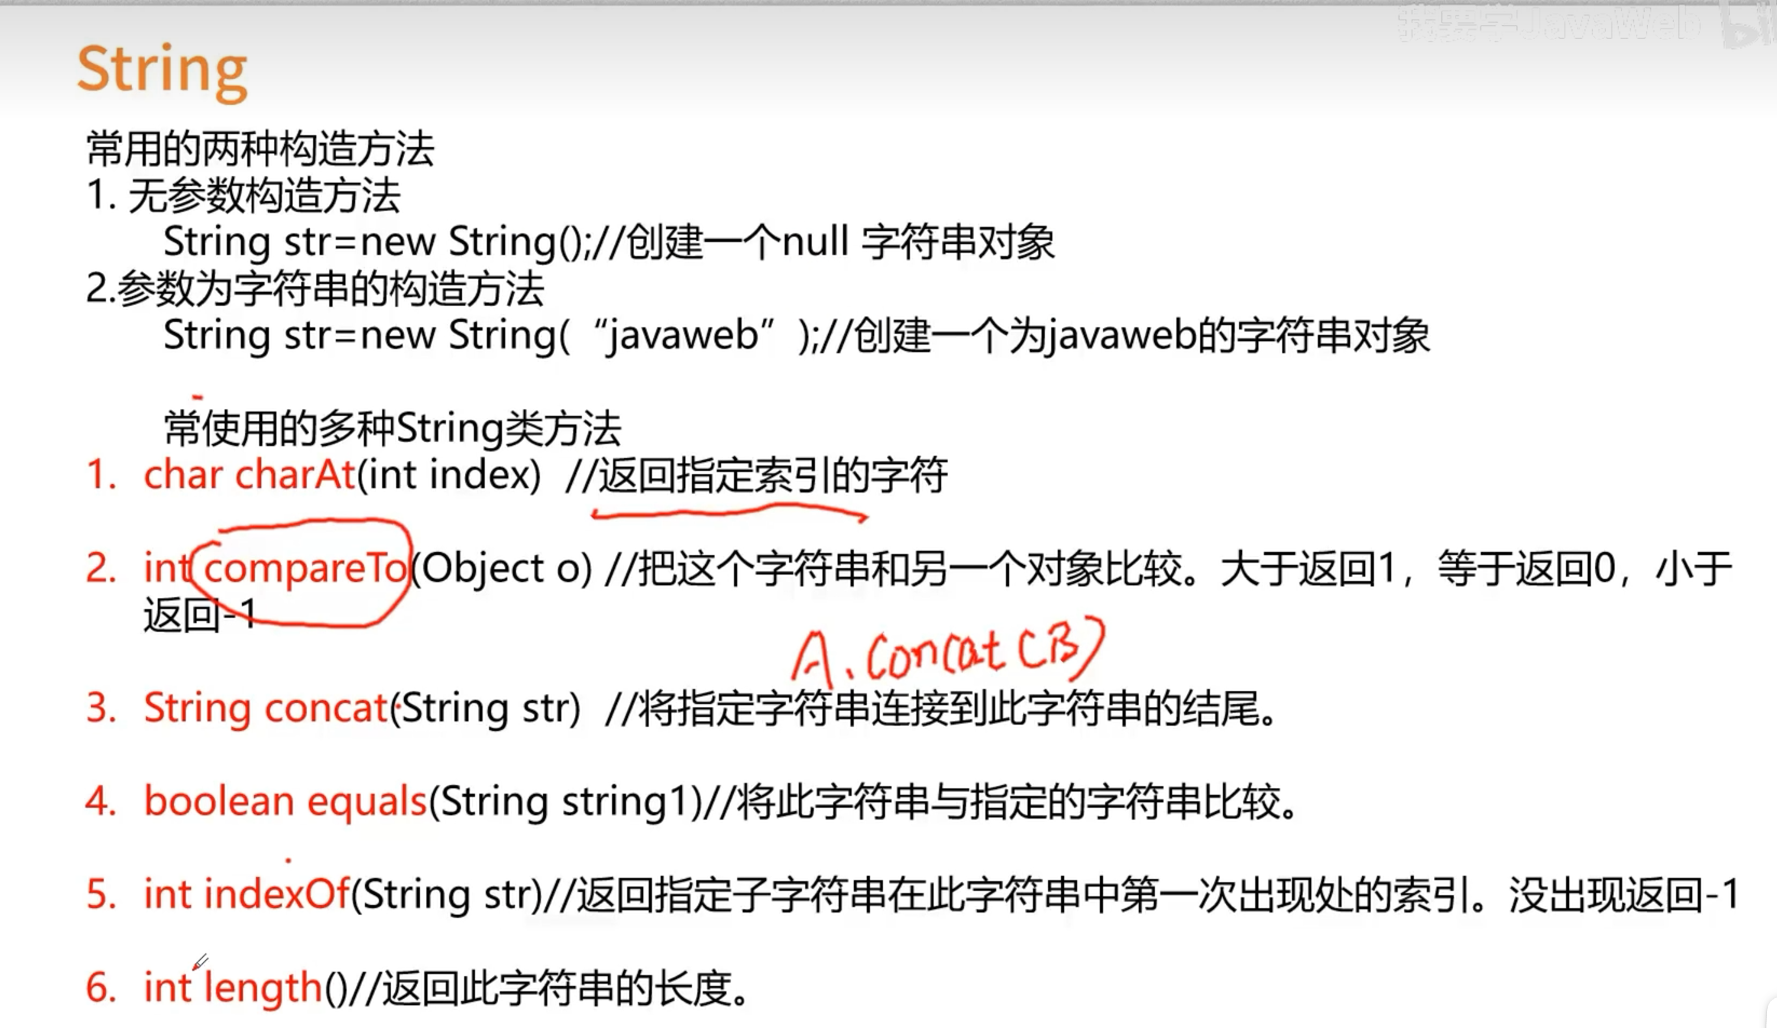 我要学JavaWeb
String
常用的两种构造方法
1. 无参数构造方法
String str=new String();//创建一个null 字符串对象
2.参数为字符串的构造方法
String str=new String(“javaweb”);//创建一个为javaweb的字符串对象
常使用的多种String类方法
1. char charAt(int index) //返回指定索引的字符
2. int compareTo(Object o) //把这个字符串和另一个对象比较。大于返回1，等于返回0，小于
返回-1
A.concat(B)
3. String concat(String str) //将指定字符串连接到此字符串的结尾。
4. boolean equals(String string1)//将此字符串与指定的字符串比较。
5. int indexOf(String str)//返回指定子字符串在此字符串中第一次出现处的索引。没出现返回-1
6. int length()//返回此字符串的长度。